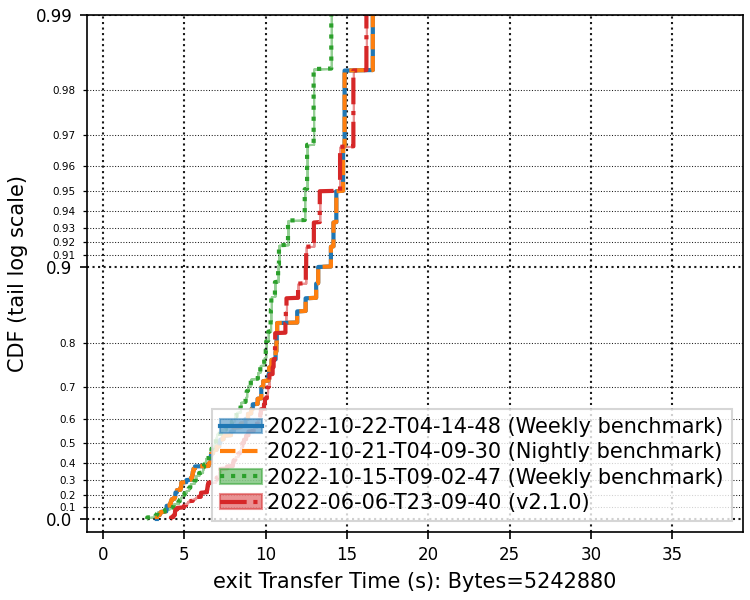 0.99
0.98
0.97
0.96
0.95
0.94
0.93
0.92
0.91
0.9
0.8
0.7
0.6
0.5
0.4
0.3
0.2
0.1
0.0
CDF (tail log scale)
2022-10-22-T04-14-48 (Weekly benchmark)
2022-10-21-T04-09-30 (Nightly benchmark)
2022-10-15-T09-02-47 (Weekly benchmark)
2022-06-06-T23-09-40 (v2.1.0)
0 5 10 15 20 25 30 35
exit Transfer Time (s): Bytes=5242880